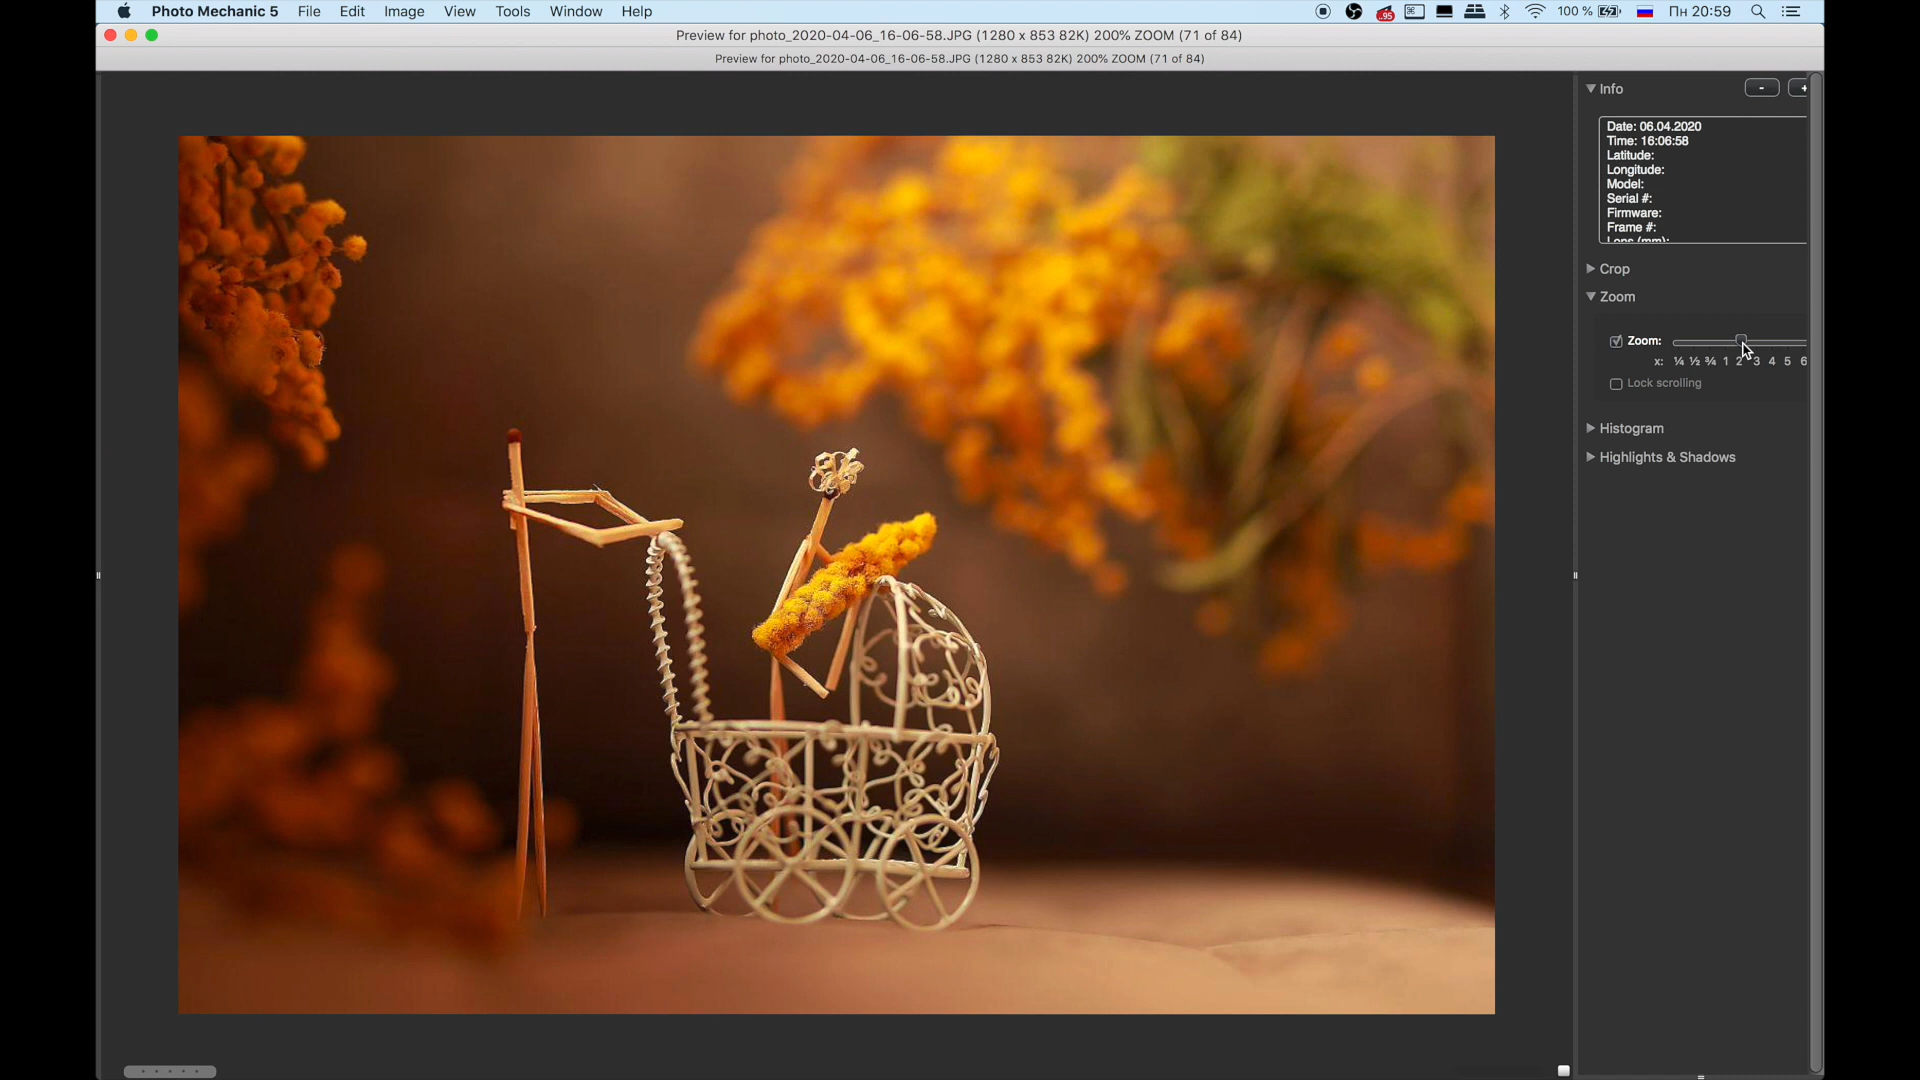 Photo Mechanic 5 File Edit Image View Tools Window Help 95 100 % Пн 20:59
Preview for photo_2020-04-06_16-06-58.JPG (1280 x 853 82K) 200% ZOOM (71 of 84)
Preview for photo_2020-04-06_16-06-58.JPG (1280 x 853 82K) 200% ZOOM (71 of 84)
Info - +
Date: 06.04.2020
Time: 16:06:58
Latitude:
Longitude:
Model:
Serial #:
Firmware:
Frame #:
Lens (mm):
Crop
Zoom
Zoom:
x: ¼ ½ ¾ 1 2 3 4 5 6
Lock scrolling
Histogram
Highlights & Shadows